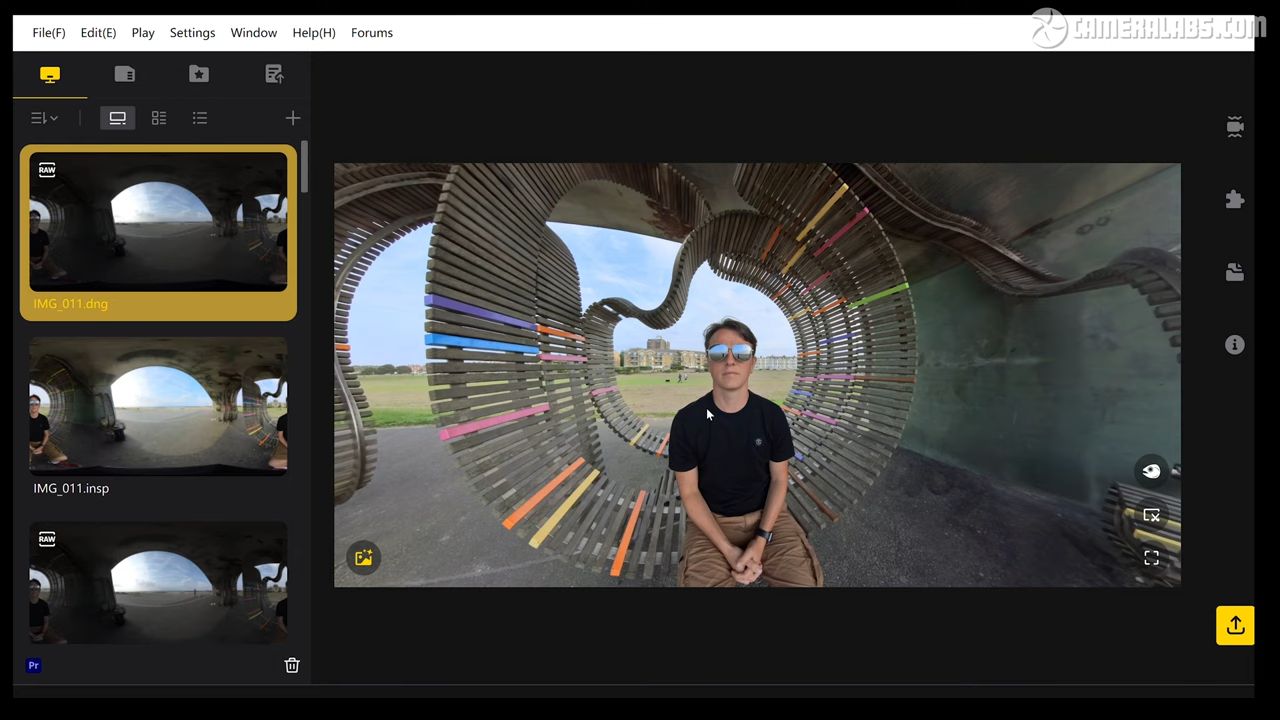 CAMERALABS.COM
File(F) Edit(E) Play Settings Window Help(H) Forums
RAW
IMG_011.dng
IMG_011.insp
RAW
Pr